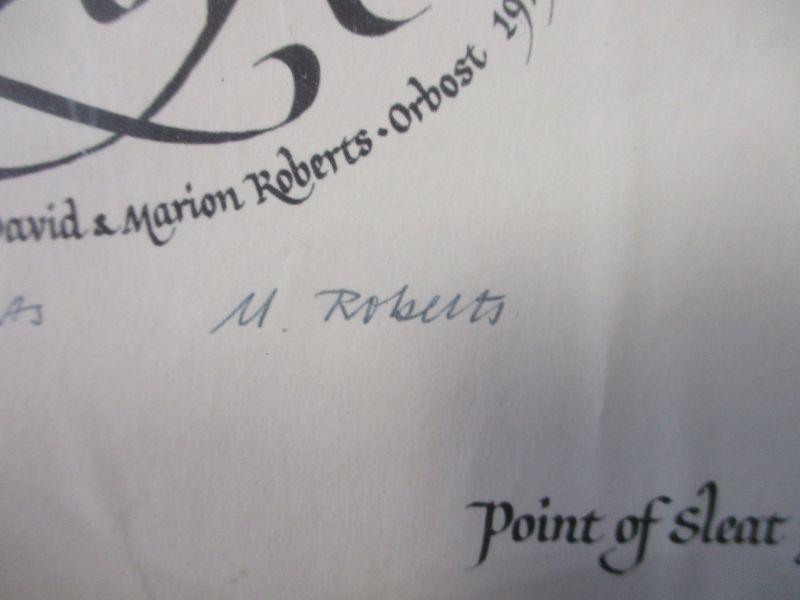 David & Marion Roberts · Orbost
M. Roberts
Point of Sleat